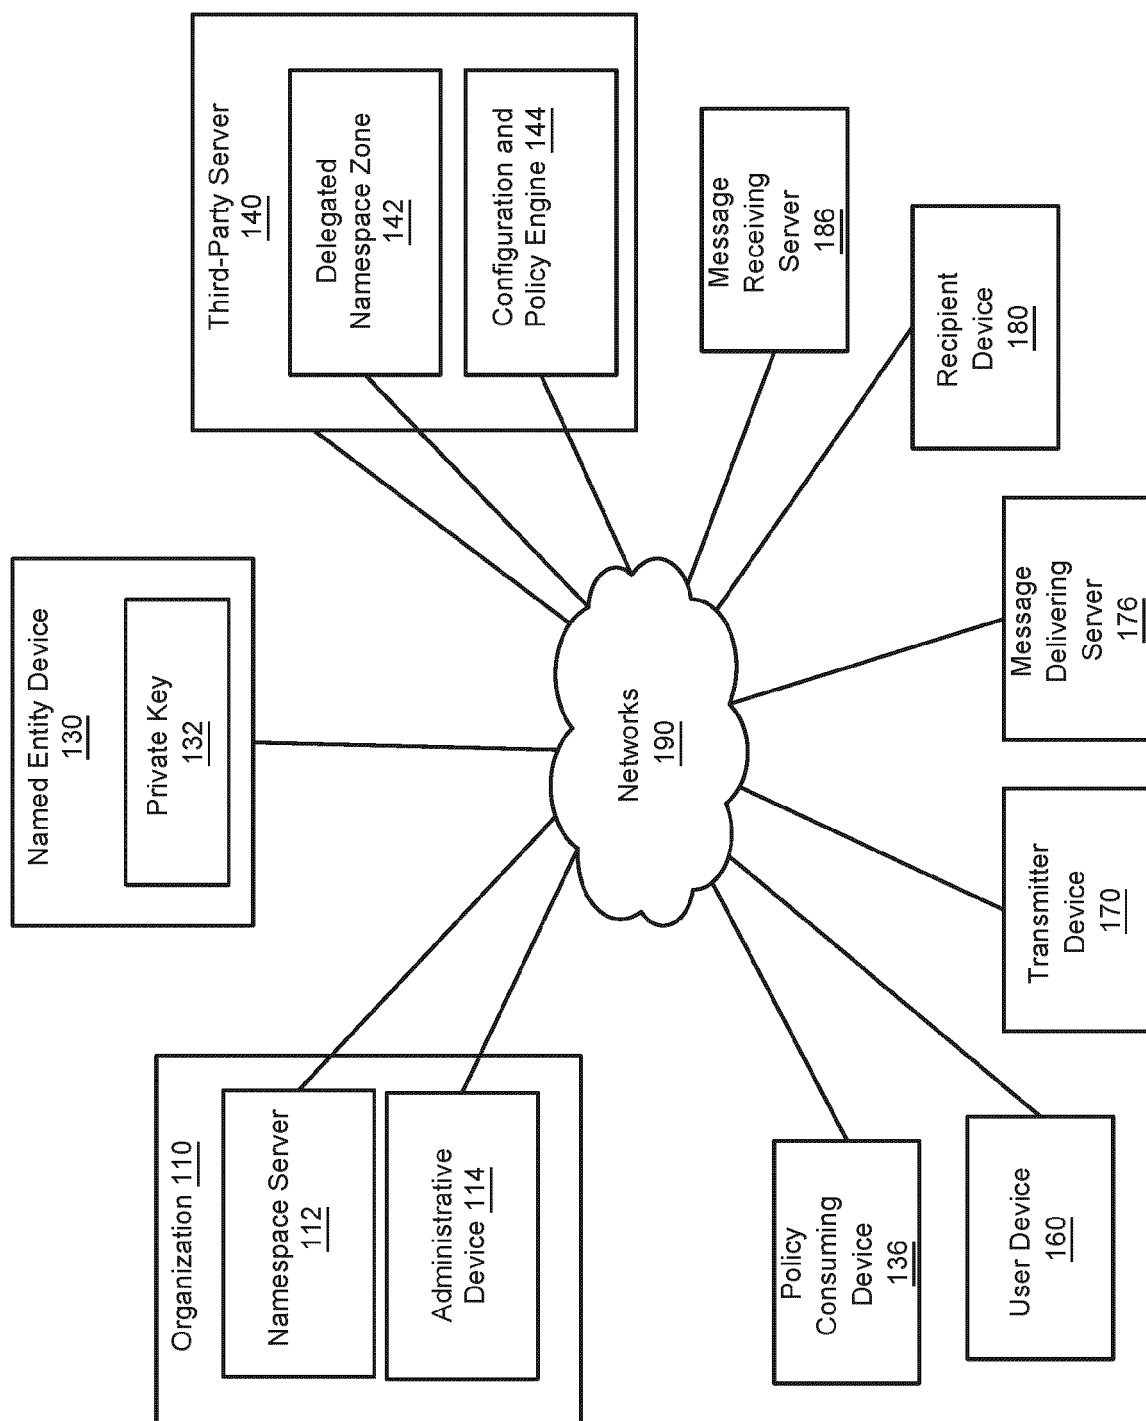 Organization 110
Namespace Server
112
Administrative
Device 114
Named Entity Device
130
Private Key
132
Third-Party Server
140
Delegated
Namespace Zone
142
Configuration and
Policy Engine 144
Networks
190
Message
Receiving
Server
186
Recipient
Device
180
Policy
Consuming
Device
136
User Device
160
Transmitter
Device
170
Message
Delivering
Server
176